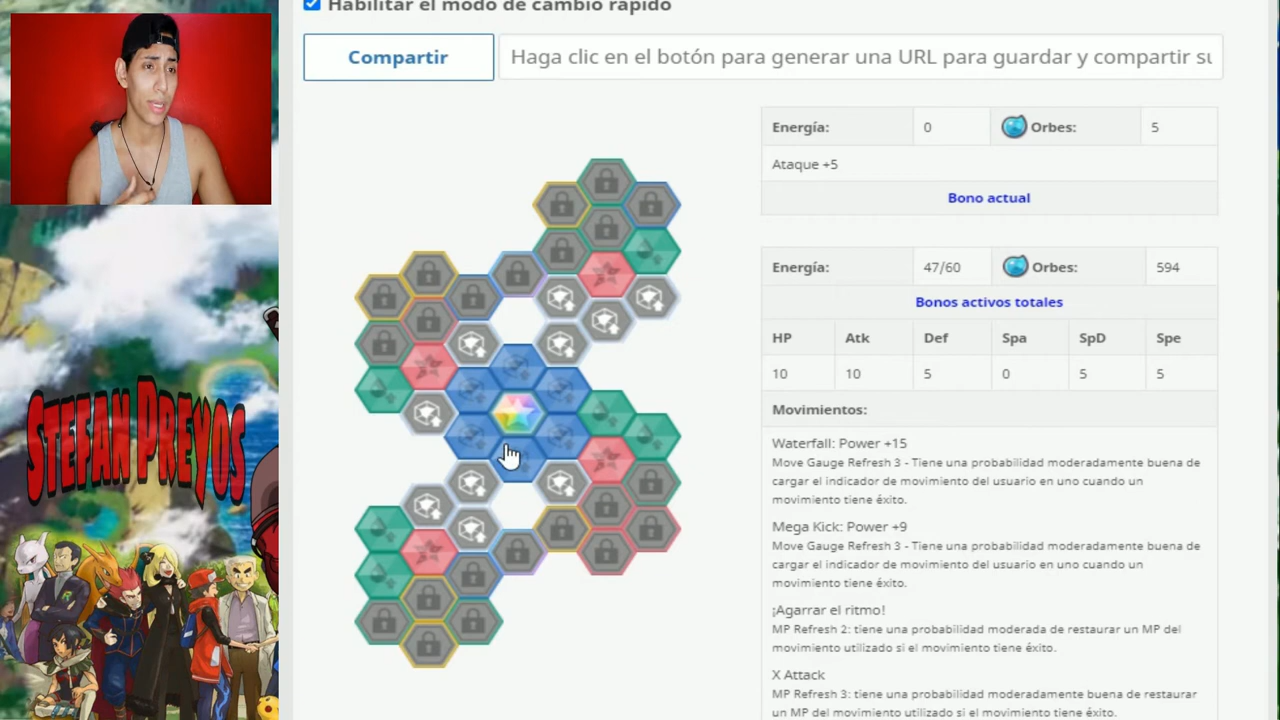 Habilitar el modo de cambio rápido
Compartir
Haga clic en el botón para generar una URL para guardar y compartir su
Energía: 0 Orbes: 5
Ataque +5
Bono actual
Energía: 47/60 Orbes: 594
Bonos activos totales
HP Atk Def Spa SpD Spe
10 10 5 0 5 5
Movimientos:
Waterfall: Power +15
Move Gauge Refresh 3 - Tiene una probabilidad moderadamente buena de
cargar el indicador de movimiento del usuario en uno cuando un
movimiento tiene éxito.
Mega Kick: Power +9
Move Gauge Refresh 3 - Tiene una probabilidad moderadamente buena de
cargar el indicador de movimiento del usuario en uno cuando un
movimiento tiene éxito.
¡Agarrar el ritmo!
MP Refresh 2: tiene una probabilidad moderada de restaurar un MP del
movimiento utilizado si el movimiento tiene éxito.
X Attack
MP Refresh 3: tiene una probabilidad moderadamente buena de restaurar
un MP del movimiento utilizado si el movimiento tiene éxito.
STEFAN PREYOS